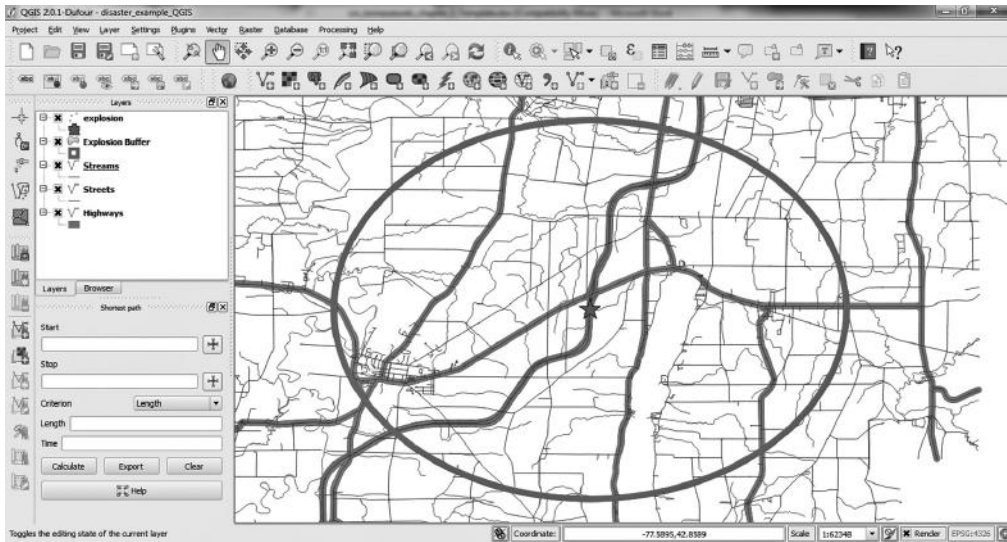 QGIS 2.0.1-Dufour - disaster_example_QGIS
Project Edit View Layer Settings Plugins Vector Raster Database Processing Help
Layers
explosion
Explosion Buffer
Streams
Streets
Highways
Layers Browser
Shortest path
Start
Stop
Criterion Length
Length
Time
Calculate Export Clear
Help
Toggles the editing state of the current layer
Coordinate: -77.5895,42.8589 Scale 1:62348 Render EPSG:4326